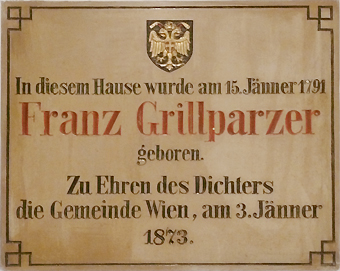 In diesem Hause wurde am 15. Jänner 1791
Franz Grillparzer
geboren.
Zu Ehren des Dichters
die Gemeinde Wien, am 3. Jänner
1873.